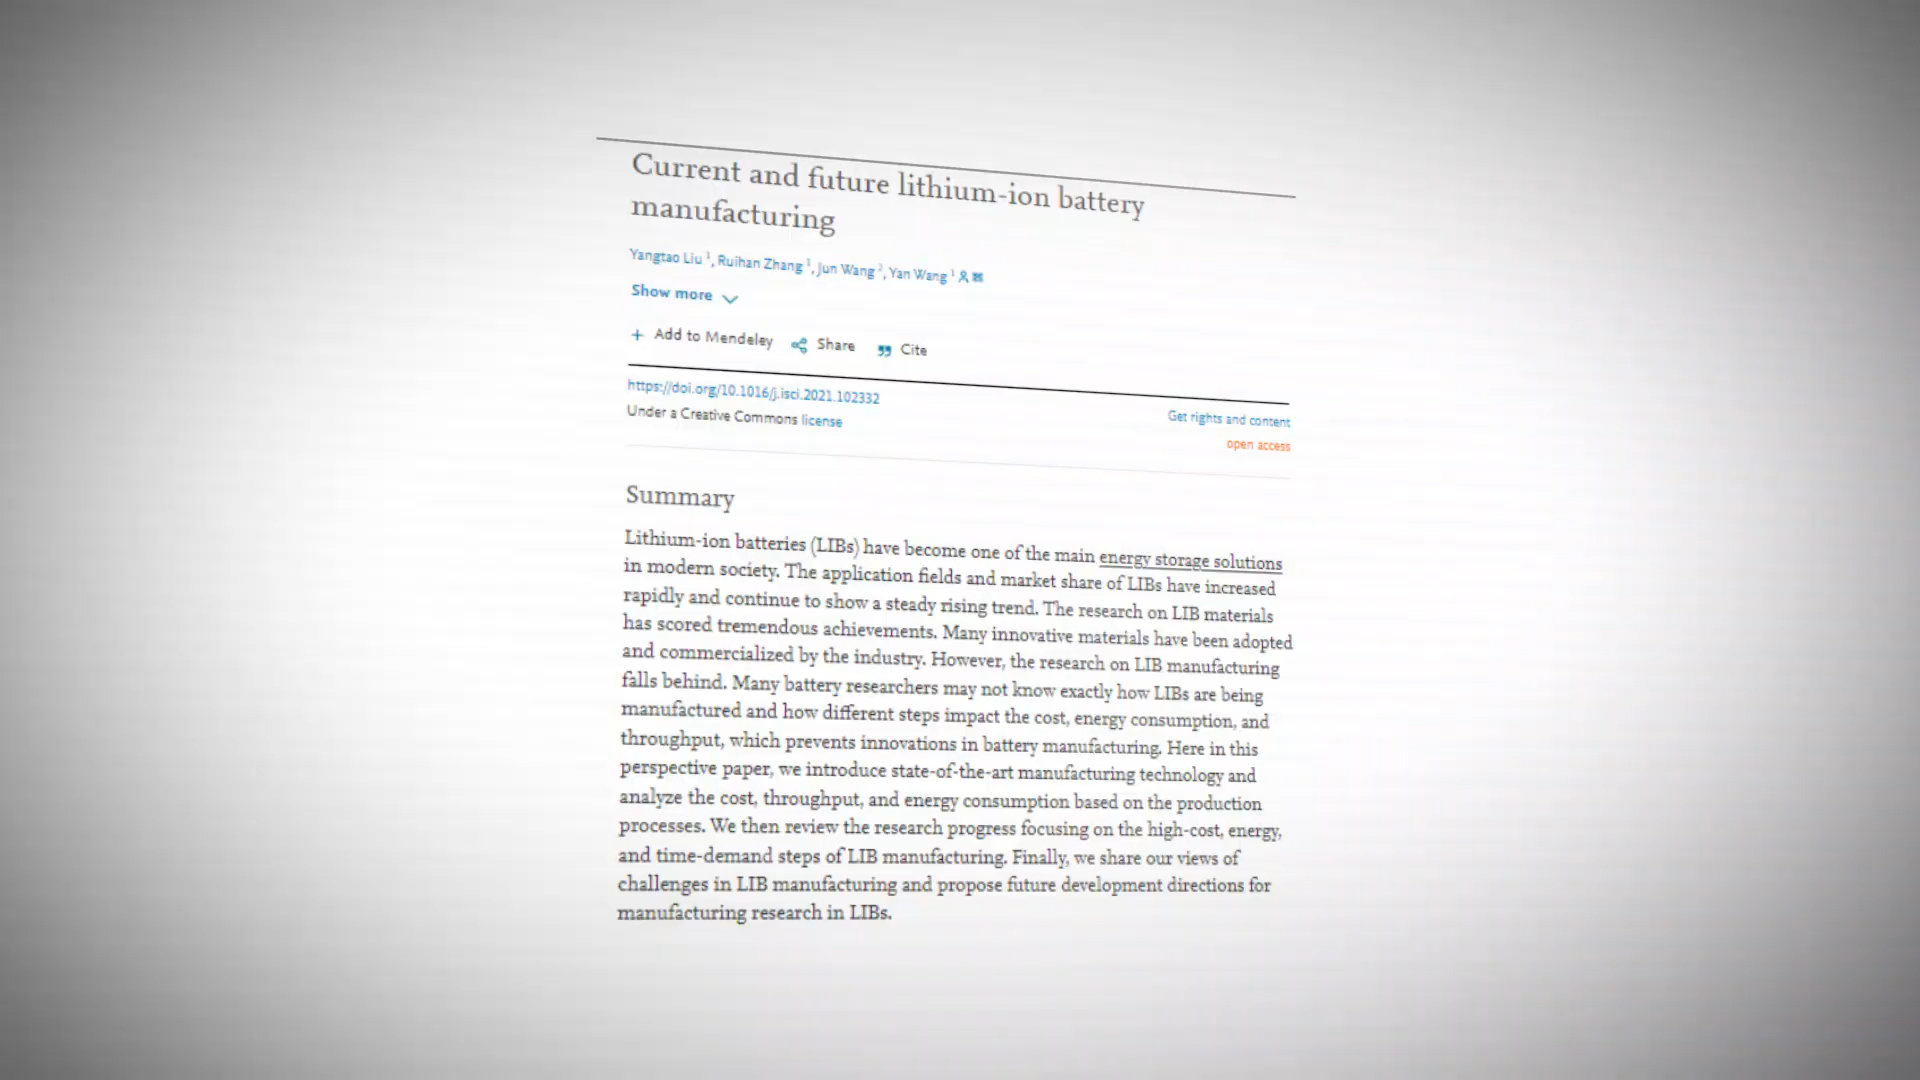 Current and future lithium-ion battery
manufacturing
Yangtao Liu 1, Ruihan Zhang 1, Jun Wang 2, Yan Wang 1
Show more
+ Add to Mendeley Share Cite
https://doi.org/10.1016/j.isci.2021.102332
Get rights and content
Under a Creative Commons license
open access
Summary
Lithium-ion batteries (LIBs) have become one of the main energy storage solutions
in modern society. The application fields and market share of LIBs have increased
rapidly and continue to show a steady rising trend. The research on LIB materials
has scored tremendous achievements. Many innovative materials have been adopted
and commercialized by the industry. However, the research on LIB manufacturing
falls behind. Many battery researchers may not know exactly how LIBs are being
manufactured and how different steps impact the cost, energy consumption, and
throughput, which prevents innovations in battery manufacturing. Here in this
perspective paper, we introduce state-of-the-art manufacturing technology and
analyze the cost, throughput, and energy consumption based on the production
processes. We then review the research progress focusing on the high-cost, energy,
and time-demand steps of LIB manufacturing. Finally, we share our views of
challenges in LIB manufacturing and propose future development directions for
manufacturing research in LIBs.